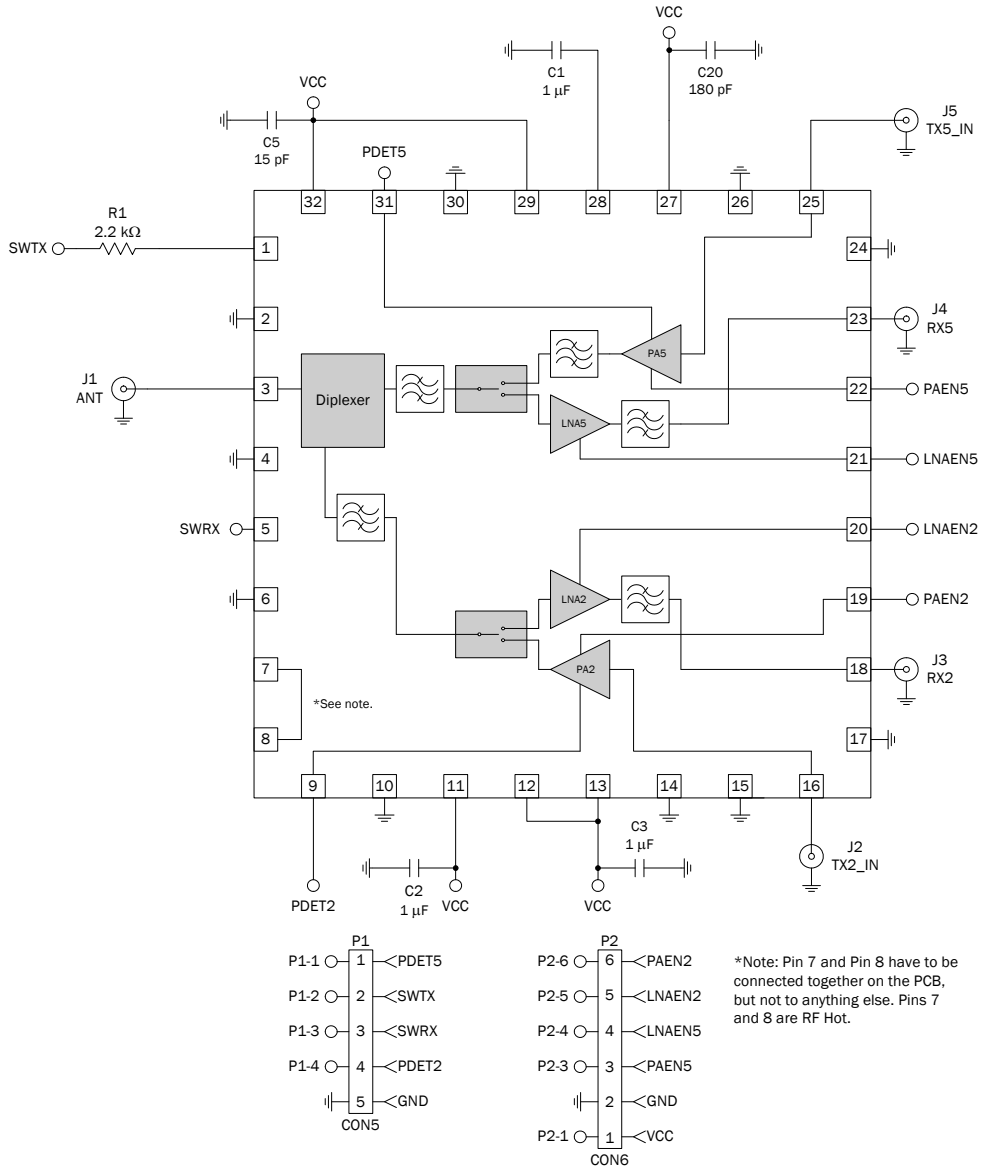 VCC
C1
1 µF
C20
180 pF
VCC
C5
15 pF
PDET5
J5
TX5_IN
32
31
30
29
28
27
26
25
R1
2.2 kΩ
SWTX
1
24
2
23
J4
RX5
PA5
J1
ANT
3
Diplexer
22
PAEN5
LNA5
4
21
LNAEN5
SWRX
5
20
LNAEN2
6
LNA2
19
PAEN2
7
PA2
18
J3
RX2
*See note.
8
17
9
10
11
12
13
14
15
16
C3
1 µF
J2
TX2_IN
C2
1 µF
PDET2
VCC
VCC
P1
P1-1
1
PDET5
P1-2
2
SWTX
P1-3
3
SWRX
P1-4
4
PDET2
5
GND
CON5
P2
P2-6
6
PAEN2
P2-5
5
LNAEN2
P2-4
4
LNAEN5
P2-3
3
PAEN5
2
GND
P2-1
1
VCC
CON6
*Note: Pin 7 and Pin 8 have to be
connected together on the PCB,
but not to anything else. Pins 7
and 8 are RF Hot.